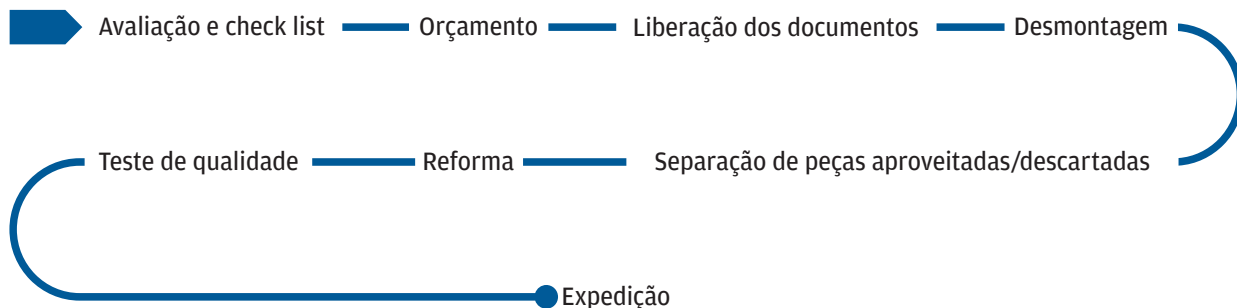 Avaliação e check list Orçamento Liberação dos documentos Desmontagem
Teste de qualidade Reforma Separação de peças aproveitadas/descartadas
Expedição